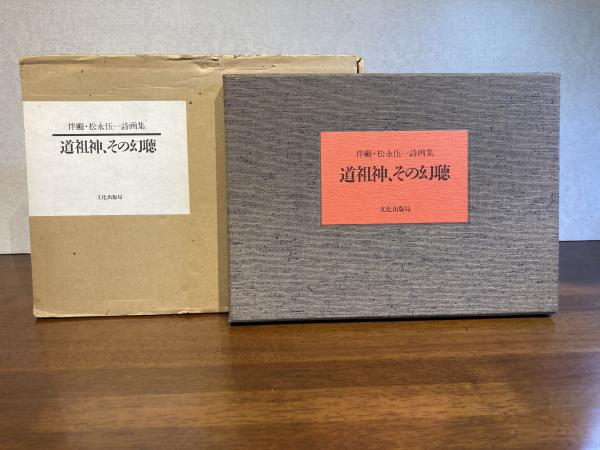 伴颷・松永伍一詩画集
道祖神、その幻聴
文化出版局
伴颷・松永伍一詩画集
道祖神、その幻聴
文化出版局